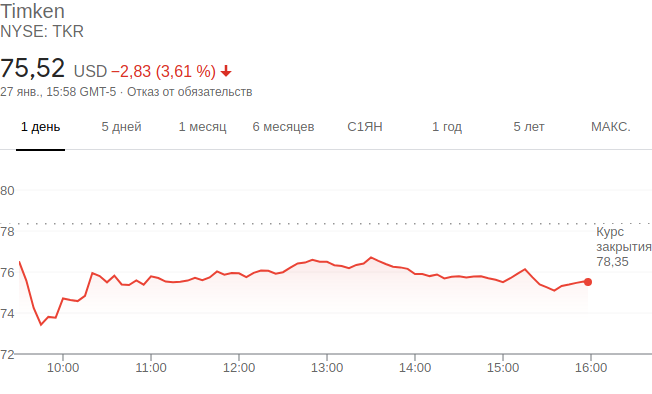 Timken
NYSE: TKR
75,52 USD −2,83 (3,61 %)
27 янв., 15:58 GMT-5 · Отказ от обязательств
1 день 5 дней 1 месяц 6 месяцев С1ЯН 1 год 5 лет МАКС.
80
78
Курс
закрытия
78,35
76
74
72
10:00 11:00 12:00 13:00 14:00 15:00 16:00